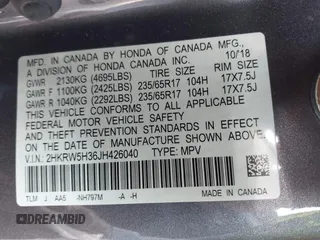 MFD. IN CANADA BY HONDA OF CANADA MFG.,
A DIVISION OF HONDA CANADA INC. 10/18
TIRE SIZE RIM SIZE
GVWR 2130KG (4695LBS)
GAWR F 1100KG (2425LBS) 235/65R17 104H 17X7.5J
GAWR R 1040KG (2292LBS) 235/65R17 104H 17X7.5J
THIS VEHICLE CONFORMS TO ALL APPLICABLE
FEDERAL MOTOR VEHICLE SAFETY
STANDARDS IN EFFECT ON THE
DATE OF MANUFACTURE SHOWN ABOVE.
V.I.N.: 2HKRW5H36JH426040 TYPE: MPV
TLM J AA5 -NH797M -A -H
MADE IN CANADA
DREAMBID